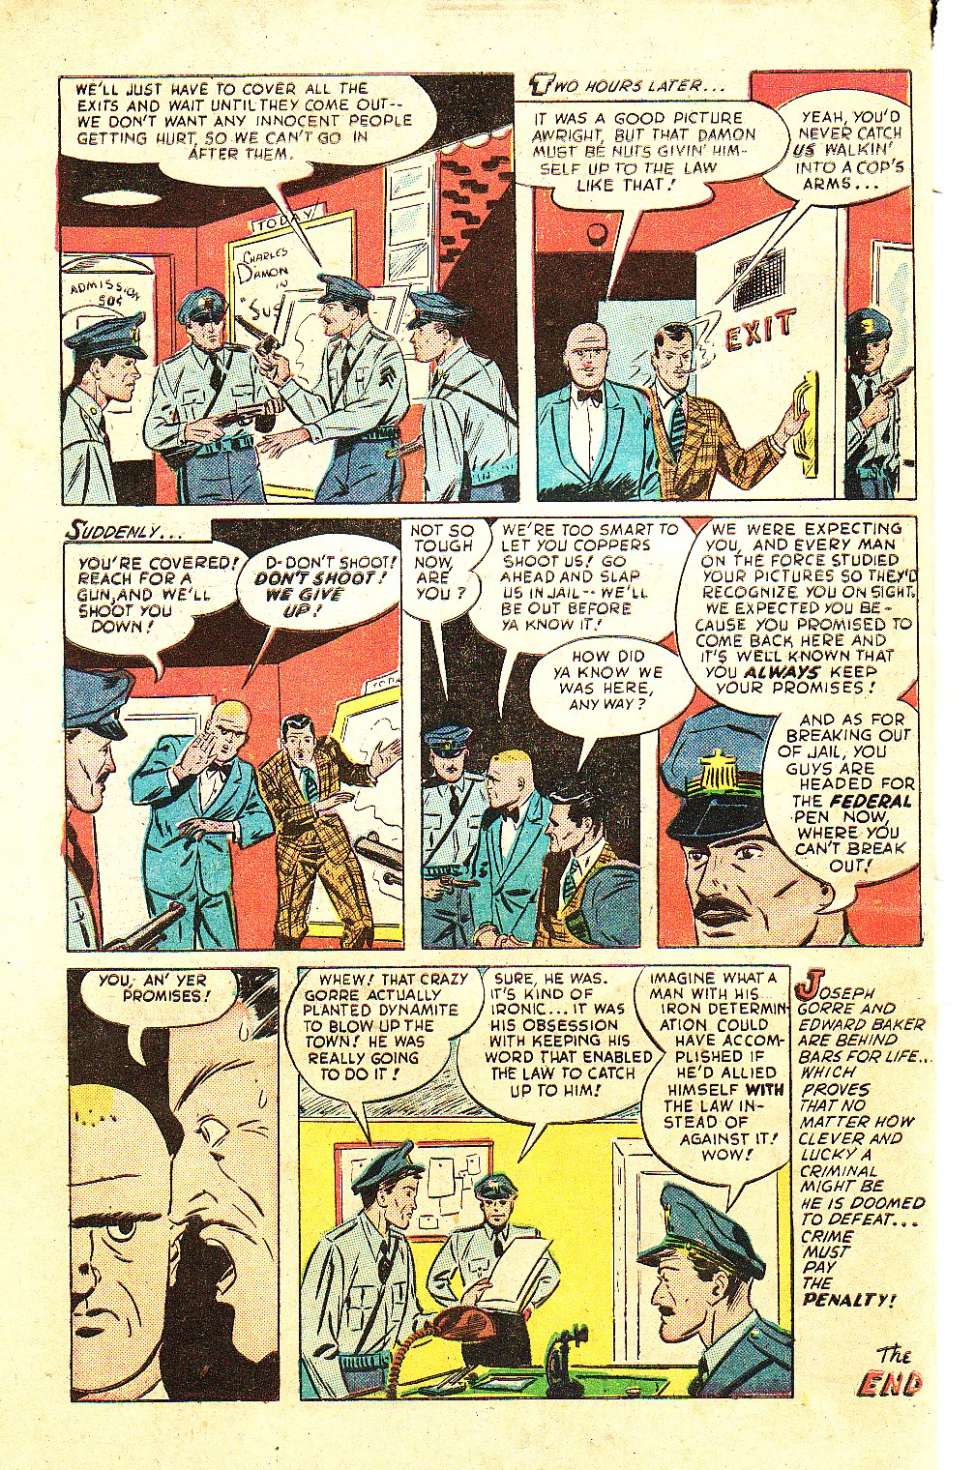 WE'LL JUST HAVE TO COVER ALL THE
EXITS AND WAIT UNTIL THEY COME OUT--
WE DON'T WANT ANY INNOCENT PEOPLE
GETTING HURT, SO WE CAN'T GO IN
AFTER THEM.
TODAY
CHARLES
DAMON
IN
"SUS
ADMISSION
50¢
TWO HOURS LATER...
IT WAS A GOOD PICTURE
AWRIGHT, BUT THAT DAMON
MUST BE NUTS GIVIN' HIM-
SELF UP TO THE LAW
LIKE THAT!
YEAH, YOU'D
NEVER CATCH
US WALKIN'
INTO A COP'S
ARMS...
EXIT
SUDDENLY...
YOU'RE COVERED!
REACH FOR A
GUN, AND WE'LL
SHOOT YOU
DOWN!
D-DON'T SHOOT!
DON'T SHOOT!
WE GIVE
UP!
TODA
NOT SO
TOUGH
NOW,
ARE
YOU?
WE'RE TOO SMART TO
LET YOU COPPERS
SHOOT US! GO
AHEAD AND SLAP
US IN JAIL-- WE'LL
BE OUT BEFORE
YA KNOW IT!
HOW DID
YA KNOW WE
WAS HERE,
ANY WAY?
WE WERE EXPECTING
YOU, AND EVERY MAN
ON THE FORCE STUDIED
YOUR PICTURES SO THEY'D
RECOGNIZE YOU ON SIGHT.
WE EXPECTED YOU BE-
CAUSE YOU PROMISED TO
COME BACK HERE AND
IT'S WELL KNOWN THAT
YOU ALWAYS KEEP
YOUR PROMISES!
AND AS FOR
BREAKING OUT
OF JAIL, YOU
GUYS ARE
HEADED FOR
THE FEDERAL
PEN NOW,
WHERE YOU
CAN'T BREAK
OUT!
YOU, AN' YER
PROMISES!
WHEW! THAT CRAZY
GORRE ACTUALLY
PLANTED DYNAMITE
TO BLOW UP THE
TOWN! HE WAS
REALLY GOING
TO DO IT!
SURE, HE WAS.
IT'S KIND OF
IRONIC... IT WAS
HIS OBSESSION
WITH KEEPING HIS
WORD THAT ENABLED
THE LAW TO CATCH
UP TO HIM!
IMAGINE WHAT A
MAN WITH HIS
IRON DETERMIN-
ATION COULD
HAVE ACCOM-
PLISHED IF
HE'D ALLIED
HIMSELF WITH
THE LAW IN-
STEAD OF
AGAINST IT!
WOW!
JOSEPH
GORRE AND
EDWARD BAKER
ARE BEHIND
BARS FOR LIFE...
WHICH
PROVES
THAT NO
MATTER HOW
CLEVER AND
LUCKY A
CRIMINAL
MIGHT BE
HE IS DOOMED
TO DEFEAT...
CRIME
MUST
PAY
THE
PENALTY!
The
END